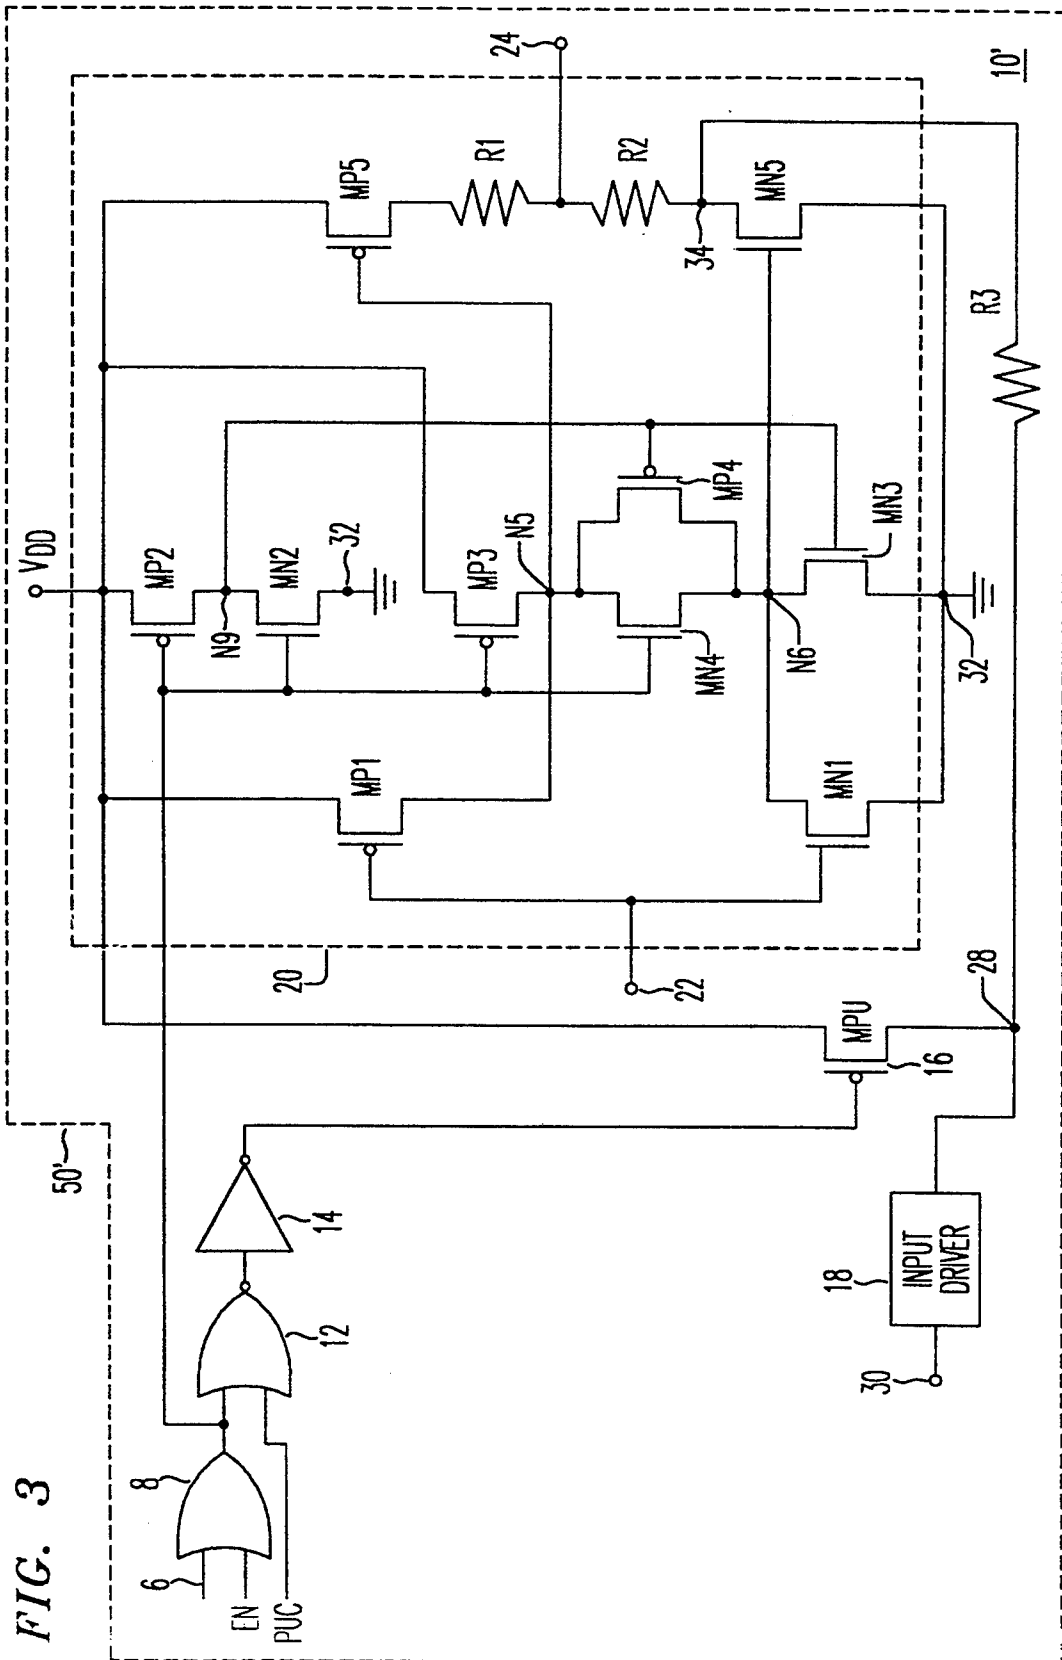 FIG. 3
50'
10'
VDD
6
EN
PUC
8
12
14
MP2
N9
MN2
32
MP1
MP3
N5
MP5
R1
24
R2
34
MN5
MN4
MP4
N6
MN3
MN1
32
20
22
MPU
16
28
R3
30
18
INPUT
DRIVER